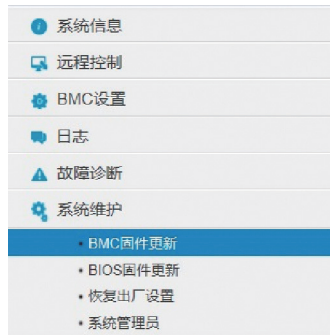 系统信息
远程控制
BMC设置
日志
故障诊断
系统维护
• BMC固件更新
• BIOS固件更新
• 恢复出厂设置
• 系统管理员